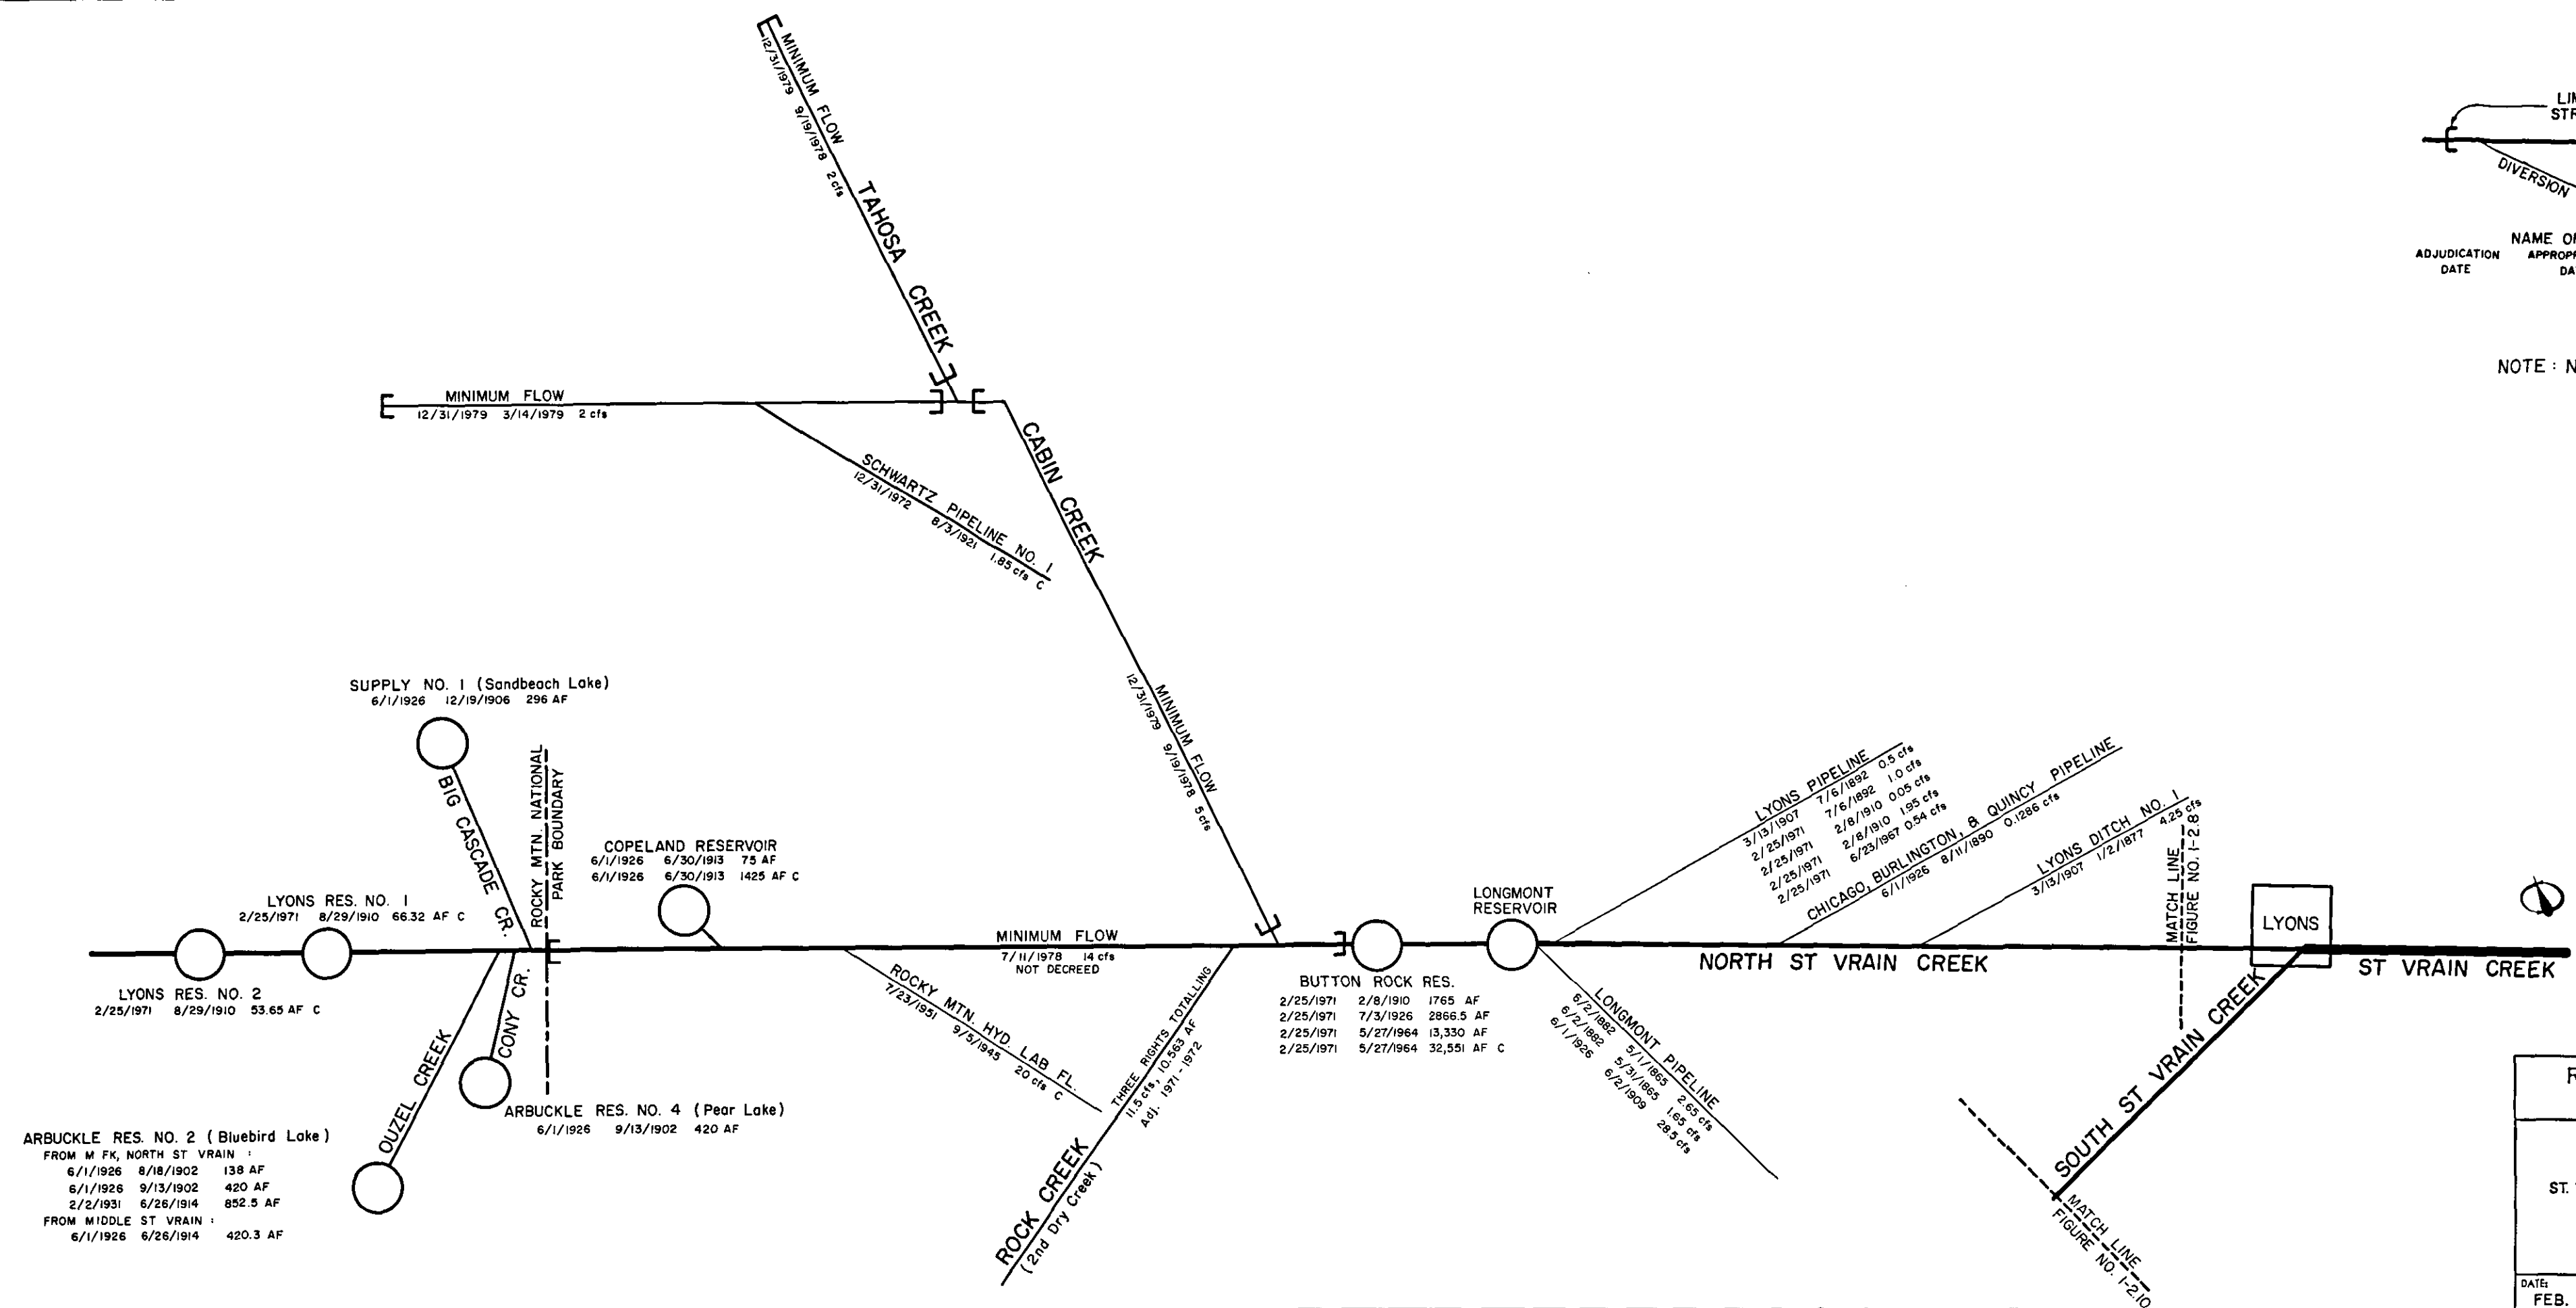 MINIMUM FLOW
12/31/1979 9/19/1978 2 cfs
TAHOSA CREEK
MINIMUM FLOW
12/31/1979 3/14/1979 2 cfs
SCHWARTZ PIPELINE NO. 1
12/31/1972 8/3/1921 1.85 cfs C
CABIN CREEK
MINIMUM FLOW
12/31/1979 9/19/1978 5 cfs
DIVERSION
ADJUDICATION
DATE
NOTE :
SUPPLY NO. 1 (Sandbeach Lake)
6/1/1926 12/19/1906 296 AF
BIG CASCADE CR.
ROCKY MTN. NATIONAL
PARK BOUNDARY
COPELAND RESERVOIR
6/1/1926 6/30/1913 75 AF
6/1/1926 6/30/1913 1425 AF C
LYONS RES. NO. 1
2/25/1971 8/29/1910 66.32 AF C
LYONS RES. NO. 2
2/25/1971 8/29/1910 53.65 AF C
OUZEL CREEK
CONY CR.
ARBUCKLE RES. NO. 4 (Pear Lake)
6/1/1926 9/13/1902 420 AF
ARBUCKLE RES. NO. 2 (Bluebird Lake)
FROM M FK, NORTH ST VRAIN :
6/1/1926 8/18/1902 138 AF
6/1/1926 9/13/1902 420 AF
2/2/1931 6/26/1914 852.5 AF
FROM MIDDLE ST VRAIN :
6/1/1926 6/26/1914 420.3 AF
MINIMUM FLOW
7/11/1978 14 cfs
NOT DECREED
ROCKY MTN. HYD. LAB FL.
7/23/1951 9/5/1945 20 cfs C
THREE RIGHTS TOTALLING
11.5 cfs, 10.563 AF
Adj. 1971 - 1972
ROCK CREEK
(2nd Dry Creek)
BUTTON ROCK RES.
2/25/1971 2/8/1910 1765 AF
2/25/1971 7/3/1926 2866.5 AF
2/25/1971 5/27/1964 13,330 AF
2/25/1971 5/27/1964 32,551 AF C
LONGMONT
RESERVOIR
LYONS PIPELINE
3/13/1907 7/6/1892 0.5 cfs
2/25/1971 7/6/1892 1.0 cfs
2/25/1971 2/8/1910 0.05 cfs
2/25/1971 2/8/1910 1.95 cfs
2/25/1971 6/23/1967 0.54 cfs
CHICAGO, BURLINGTON, & QUINCY PIPELINE
6/1/1926 8/11/1890 0.1286 cfs
LYONS DITCH NO. 1
3/13/1907 1/2/1877 4.25 cfs
LONGMONT PIPELINE
6/2/1882 5/1/1865 2.65 cfs
6/2/1882 5/31/1865 1.65 cfs
6/1/1926 6/2/1909 28.5 cfs
NORTH ST VRAIN CREEK
MATCH LINE
FIGURE NO. 1-2.8
LYONS
ST VRAIN CREEK
SOUTH ST VRAIN CREEK
MATCH LINE
FIGURE NO. 1-2.10
ST.
DATE:
FEB.